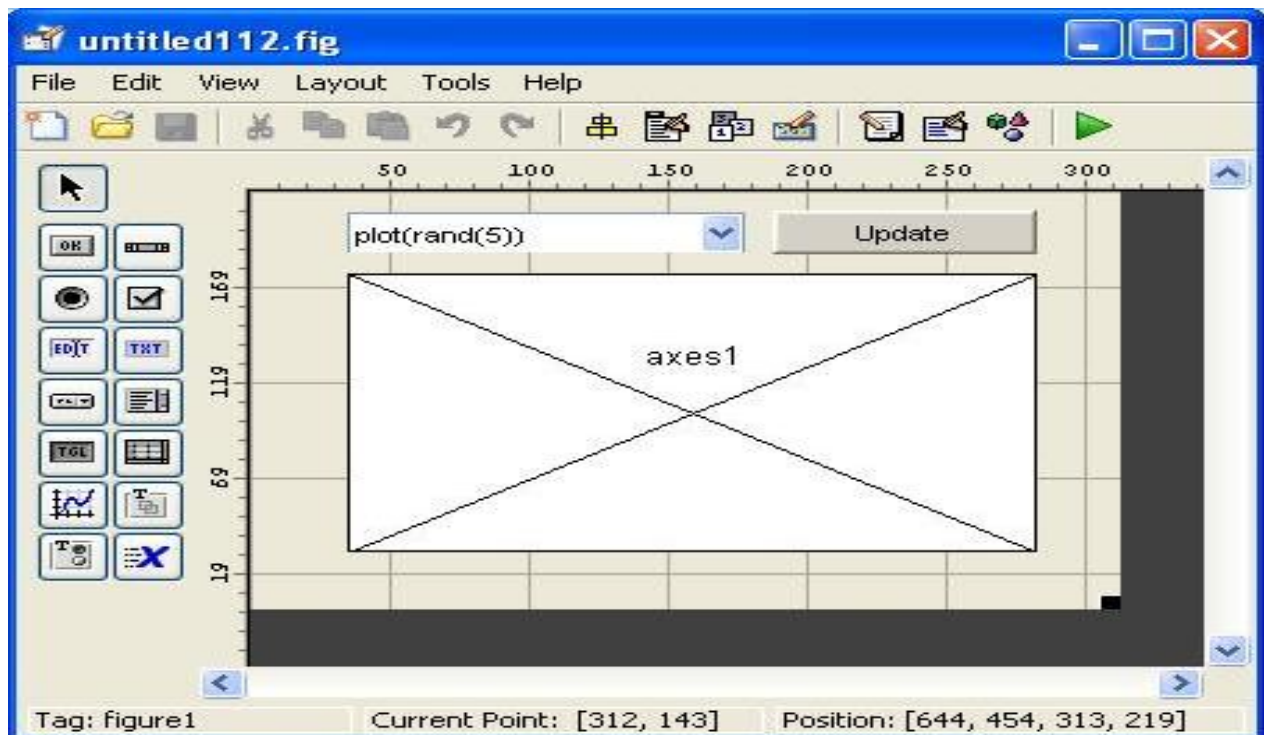 untitled112.fig
File Edit View Layout Tools Help
50 100 150 200 250 300
plot(rand(5)) Update
OK
169
axes1
EDIT TXT
119
TGL
69
T
T
19
Tag: figure1 Current Point: [312, 143] Position: [644, 454, 313, 219]